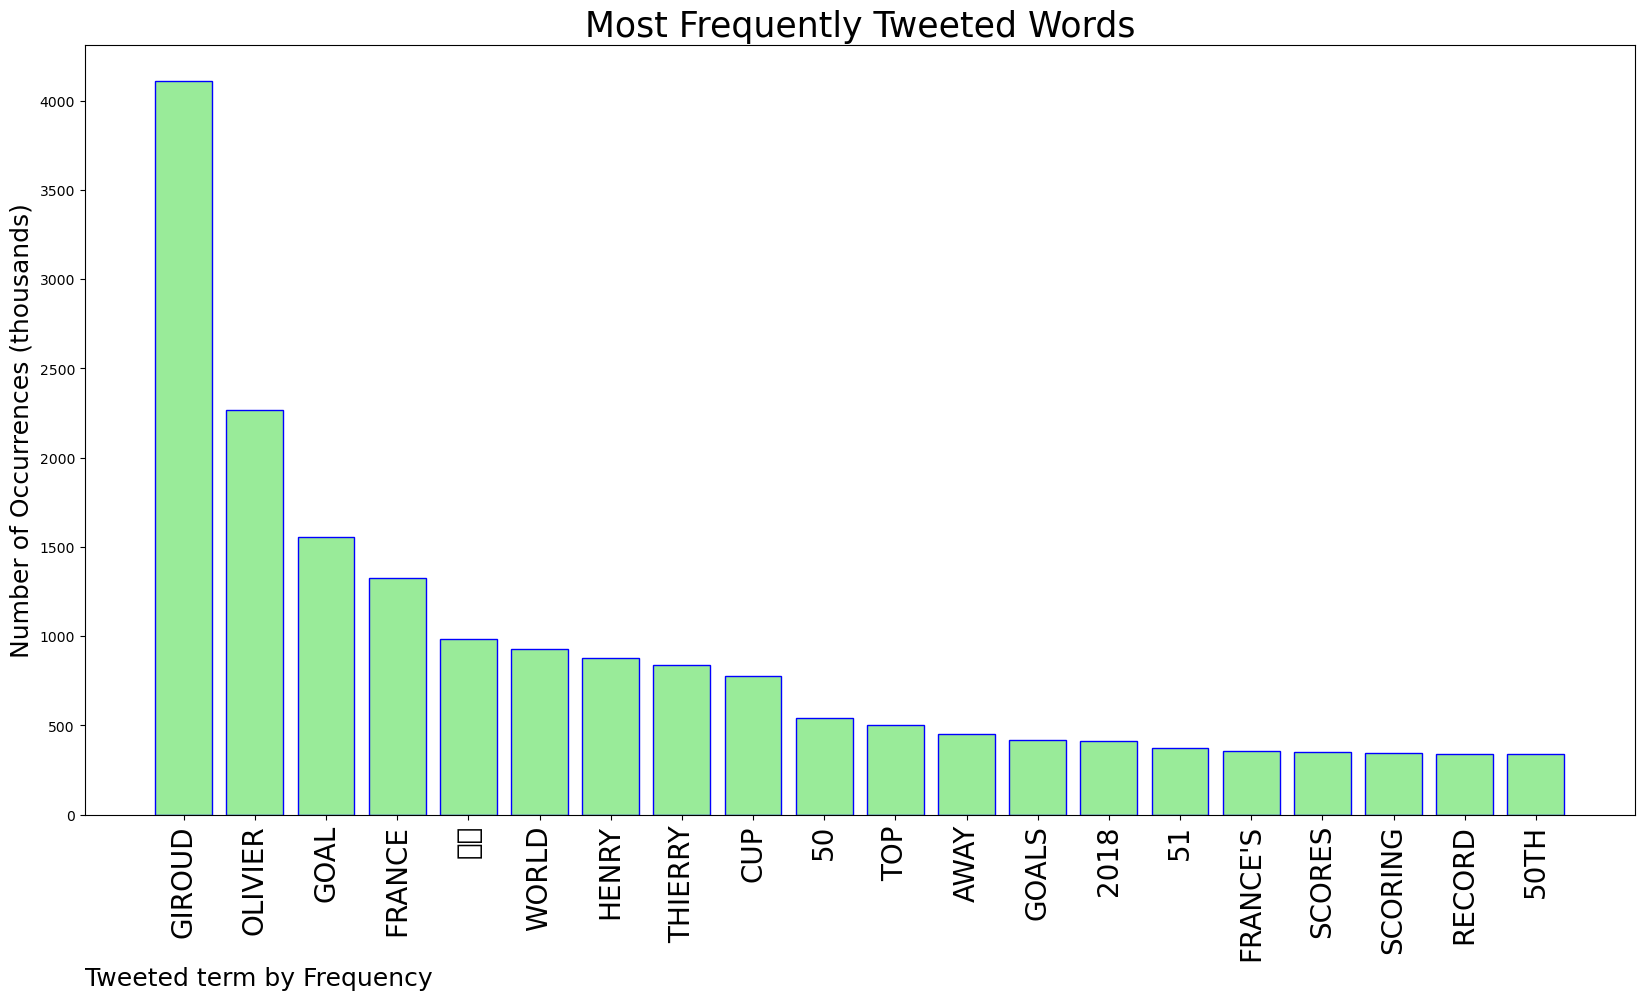 Most Frequently Tweeted Words
Number of Occurrences (thousands)
4000
3500
3000
2500
2000
1500
1000
500
0
GIROUD
OLIVIER
GOAL
FRANCE
WORLD
HENRY
THIERRY
CUP
50
TOP
AWAY
GOALS
2018
51
FRANCE'S
SCORES
SCORING
RECORD
50TH
Tweeted term by Frequency